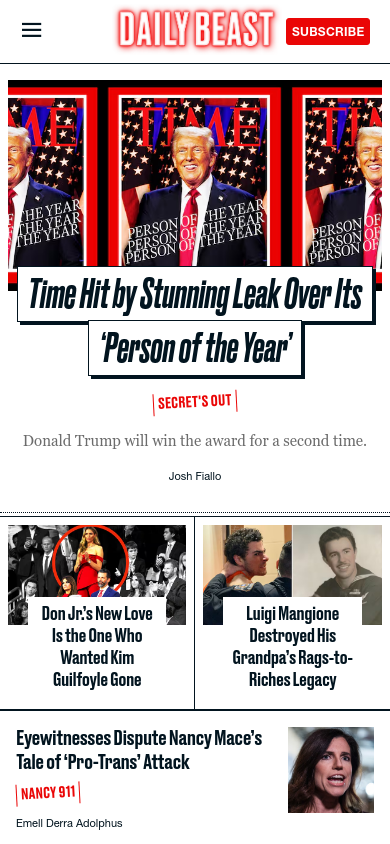 DAILY BEAST
SUBSCRIBE
TIME
TIME
TIME
PERSON OF THE YEAR
PERSON OF THE YEAR
PERSON OF THE YEAR
Time Hit by Stunning Leak Over Its
‘Person of the Year’
SECRET'S OUT
Donald Trump will win the award for a second time.
Josh Fiallo
Don Jr.’s New Love
Is the One Who
Wanted Kim
Guilfoyle Gone
Luigi Mangione
Destroyed His
Grandpa’s Rags-to-
Riches Legacy
Eyewitnesses Dispute Nancy Mace’s
Tale of ‘Pro-Trans’ Attack
NANCY 911
Emell Derra Adolphus